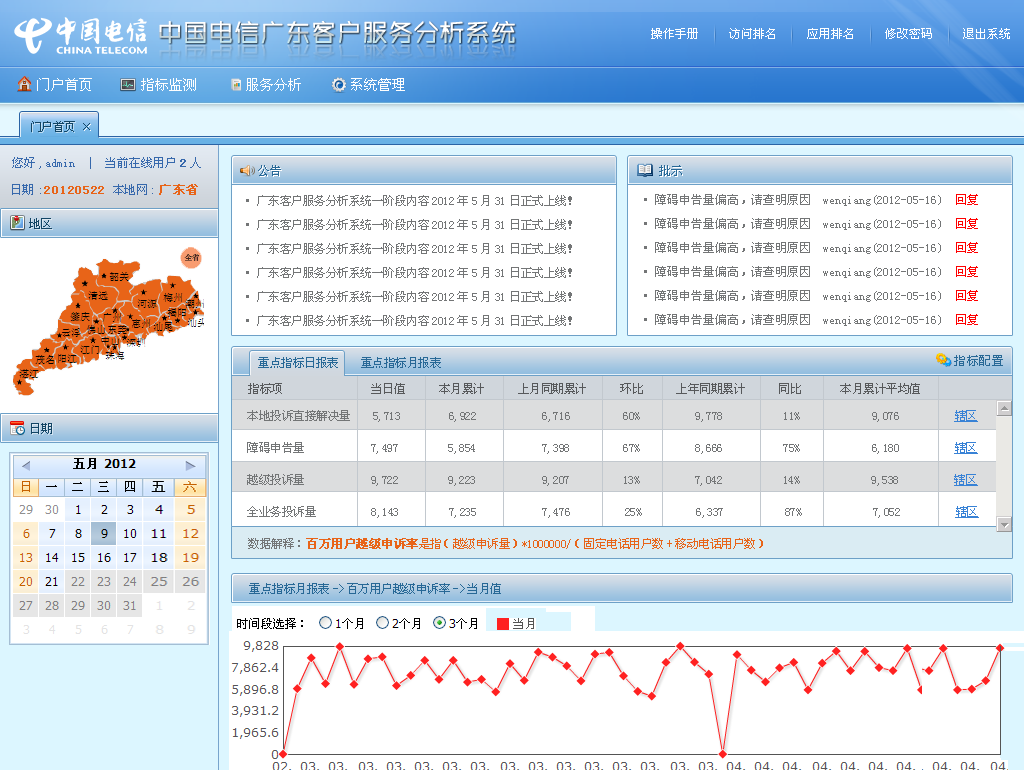 中国电信
CHINA TELECOM
中国电信广东客户服务分析系统
操作手册 访问排名 应用排名 修改密码 退出系统
门户首页 指标监测 服务分析 系统管理
门户首页 ×
您好,admin | 当前在线用户 2 人
日期:20120522 本地网:广东省
地区
全省
韶关
清远
河源 梅州
肇庆 广州
惠州
云浮 佛山
中山
江门 珠海
茂名 阳江
湛江
日期
五月 2012
日 一 二 三 四 五 六
29 30 1 2 3 4 5
6 7 8 9 10 11 12
13 14 15 16 17 18 19
20 21 22 23 24 25 26
27 28 29 30 31 1 2
3 4 5 6 7 8 9
公告
· 广东客户服务分析系统一阶段内容2012 年 5 月 31 日正式上线!
· 广东客户服务分析系统一阶段内容2012 年 5 月 31 日正式上线!
· 广东客户服务分析系统一阶段内容2012 年 5 月 31 日正式上线!
· 广东客户服务分析系统一阶段内容2012 年 5 月 31 日正式上线!
· 广东客户服务分析系统一阶段内容2012 年 5 月 31 日正式上线!
· 广东客户服务分析系统一阶段内容2012 年 5 月 31 日正式上线!
批示
· 障碍申告量偏高,请查明原因 wenqiang(2012-05-16) 回复
· 障碍申告量偏高,请查明原因 wenqiang(2012-05-16) 回复
· 障碍申告量偏高,请查明原因 wenqiang(2012-05-16) 回复
· 障碍申告量偏高,请查明原因 wenqiang(2012-05-16) 回复
· 障碍申告量偏高,请查明原因 wenqiang(2012-05-16) 回复
· 障碍申告量偏高,请查明原因 wenqiang(2012-05-16) 回复
重点指标日报表 重点指标月报表 指标配置
指标项 当日值 本月累计 上月同期累计 环比 上年同期累计 同比 本月累计平均值
本地投诉直接解决量 5,713 6,922 6,716 60% 9,778 11% 9,076 辖区
障碍申告量 7,497 5,854 7,398 67% 8,666 75% 6,180 辖区
越级投诉量 9,722 9,223 9,207 13% 7,042 14% 9,538 辖区
全业务投诉量 8,143 7,235 7,476 25% 6,337 87% 7,052 辖区
数据解释:百万用户越级申诉率是指(越级申诉量)*1000000/(固定电话用户数+移动电话用户数)
重点指标月报表->百万用户越级申诉率->当月值
时间段选择: 1个月 2个月 3个月 当月
9,828
7,862.4
5,896.8
3,931.2
1,965.6
0
02. 03. 03. 03. 03. 03. 03. 03. 03. 03. 03. 03. 03. 03. 03. 03. 04. 04. 04. 04. 04. 04. 04. 04. 04. 04.